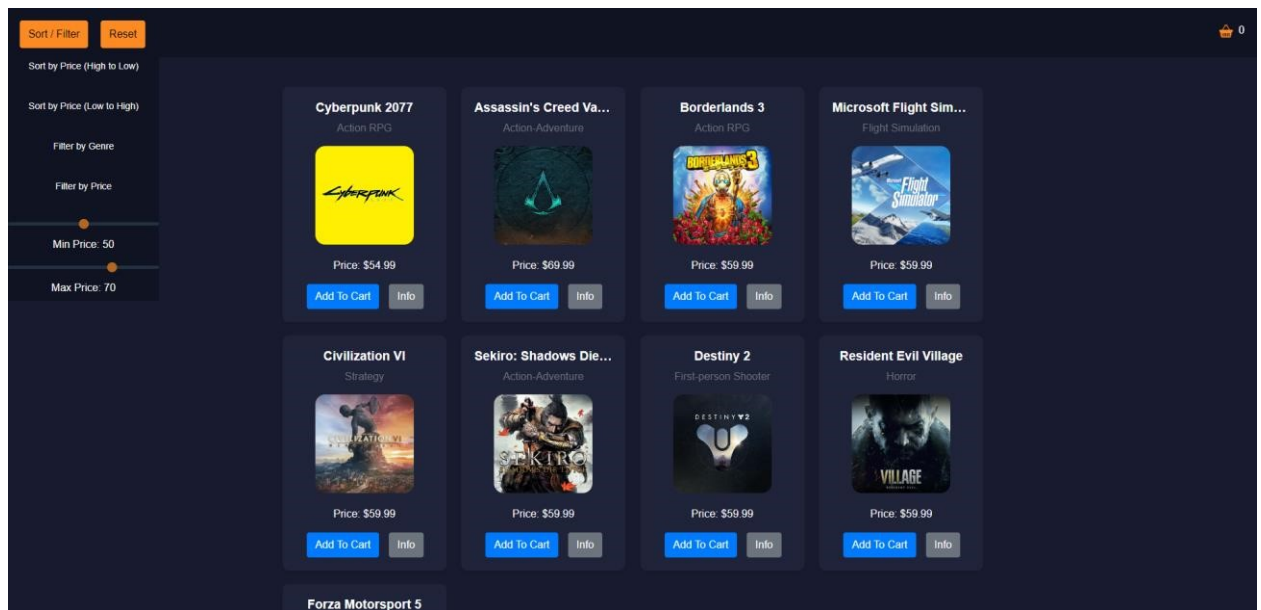 Sort / Filter Reset 0
Sort by Price (High to Low)
Sort by Price (Low to High)
Filter by Genre
Filter by Price
Min Price: 50
Max Price: 70
Cyberpunk 2077 Assassin's Creed Va... Borderlands 3 Microsoft Flight Sim...
Action RPG Action-Adventure Action RPG Flight Simulation
CYBERPUNK BORDERLANDS 3 Microsoft Flight Simulator
Price: $54.99 Price: $69.99 Price: $59.99 Price: $59.99
Add To Cart Info Add To Cart Info Add To Cart Info Add To Cart Info
Civilization VI Sekiro: Shadows Die... Destiny 2 Resident Evil Village
Strategy Action-Adventure First-person Shooter Horror
CIVILIZATION VI SEKIRO DESTINY 2 VILLAGE
Price: $59.99 Price: $59.99 Price: $59.99 Price: $59.99
Add To Cart Info Add To Cart Info Add To Cart Info Add To Cart Info
Forza Motorsport 5